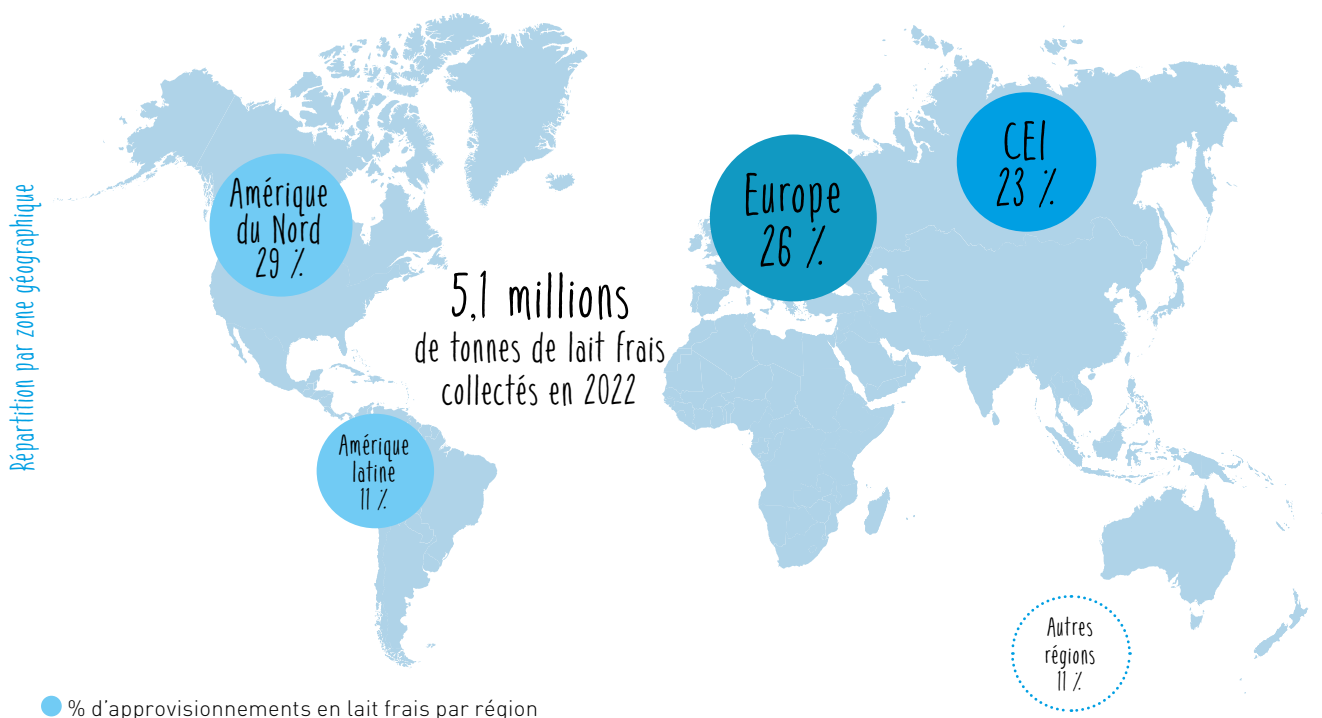 Répartition par zone géographique
Amérique
du Nord
29 %
Europe
26 %
CEI
23 %
5,1 millions
de tonnes de lait frais
collectés en 2022
Amérique
latine
11 %
Autres
régions
11 %
% d'approvisionnements en lait frais par région